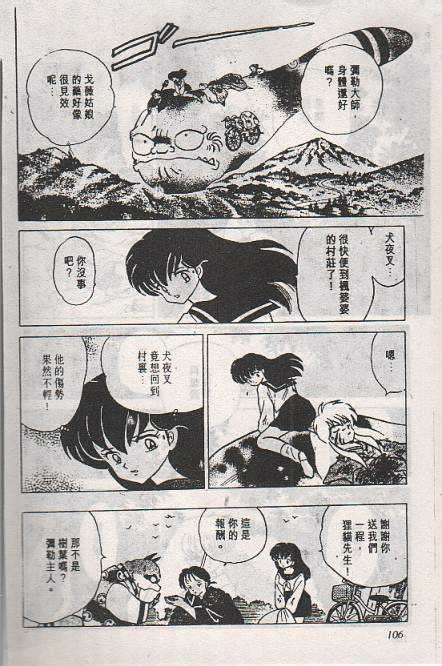 彌勒大師，
身體還好
嗎？
戈薇姑娘
的藥好像
很見效
呢…
犬夜叉…
很快便到楓婆婆
的村莊了！
你沒事
吧？
嗯…
犬夜叉
竟想回到
村裏…
他的傷勢
果然不輕！
謝謝你
送我們
一程，
狸貓先生！
這是
你的
報酬。
那不是
樹葉嗎？
彌勒主人。
106